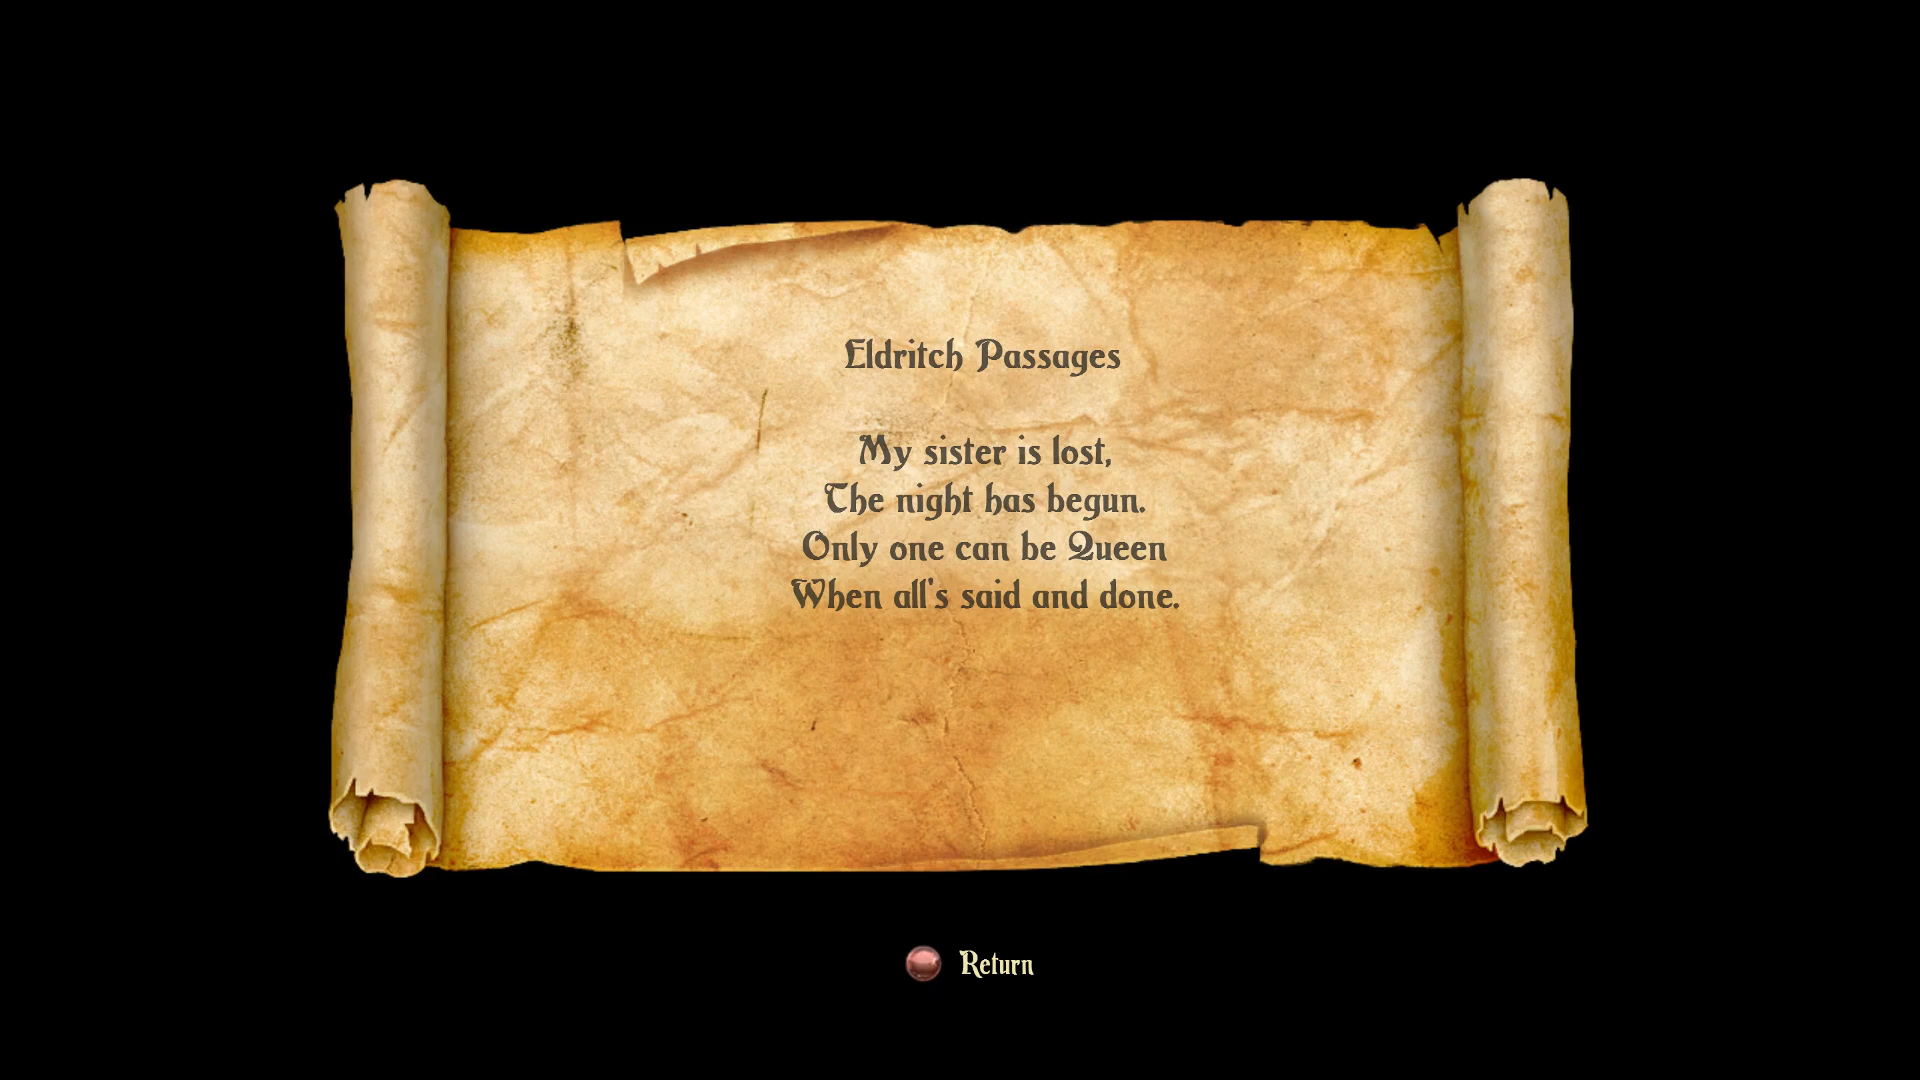 Eldritch Passages
My sister is lost,
The night has begun.
Only one can be Queen
When all's said and done.
Return